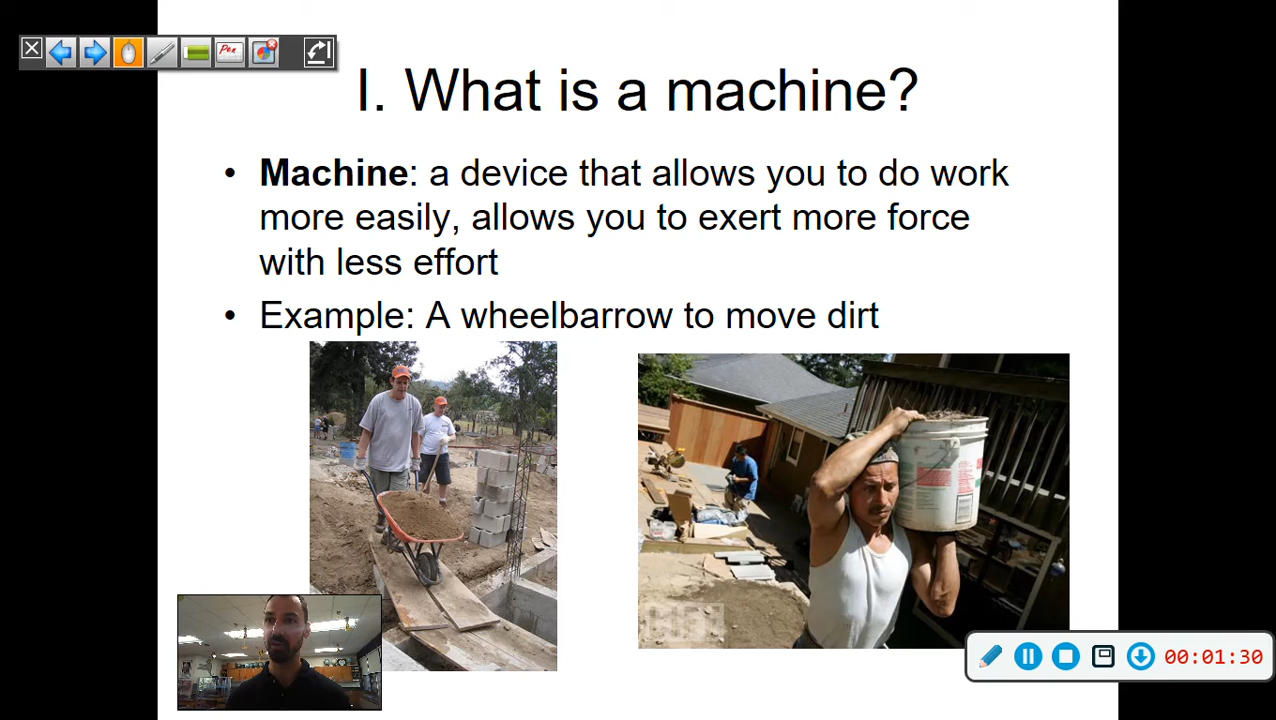 Pen
I. What is a machine?
• Machine: a device that allows you to do work
more easily, allows you to exert more force
with less effort
• Example: A wheelbarrow to move dirt
00:01:30